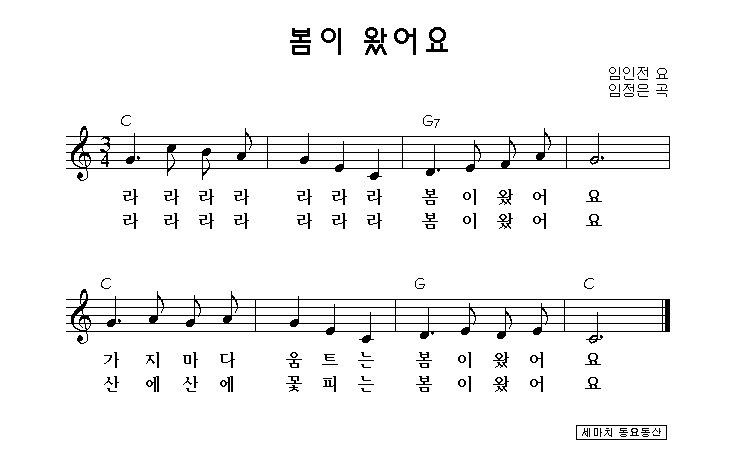 봄이 왔어요
임인전 요
임정은 곡
C G7
3
4
라 라 라 라 라 라 라 봄 이 왔 어 요
라 라 라 라 라 라 라 봄 이 왔 어 요
C G C
가 지 마 다 움 트 는 봄 이 왔 어 요
산 에 산 에 꽃 피 는 봄 이 왔 어 요
세마치 동요동산